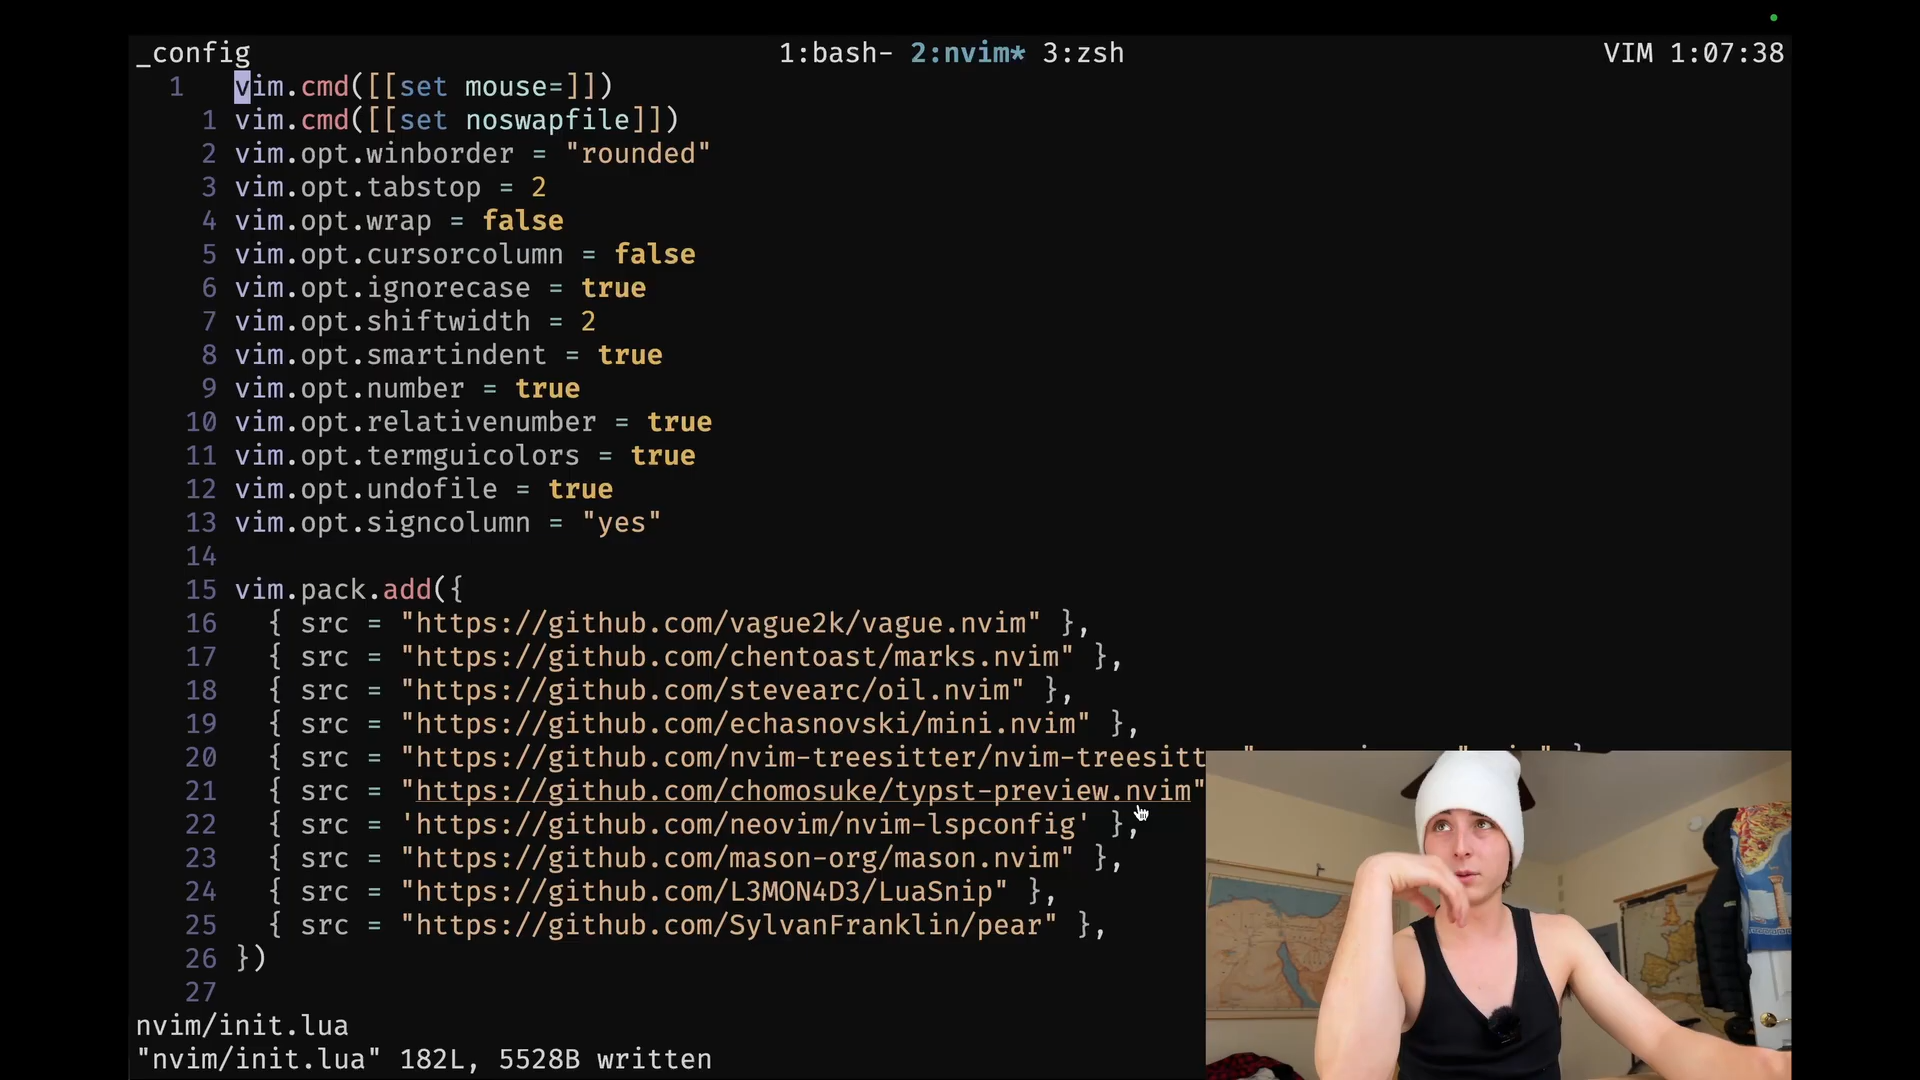 _config 1:bash- 2:nvim* 3:zsh VIM 1:07:38
1 vim.cmd([[set mouse=]])
1 vim.cmd([[set noswapfile]])
2 vim.opt.winborder = "rounded"
3 vim.opt.tabstop = 2
4 vim.opt.wrap = false
5 vim.opt.cursorcolumn = false
6 vim.opt.ignorecase = true
7 vim.opt.shiftwidth = 2
8 vim.opt.smartindent = true
9 vim.opt.number = true
10 vim.opt.relativenumber = true
11 vim.opt.termguicolors = true
12 vim.opt.undofile = true
13 vim.opt.signcolumn = "yes"
14
15 vim.pack.add({
16 { src = "https://github.com/vague2k/vague.nvim" },
17 { src = "https://github.com/chentoast/marks.nvim" },
18 { src = "https://github.com/stevearc/oil.nvim" },
19 { src = "https://github.com/echasnovski/mini.nvim" },
20 { src = "https://github.com/nvim-treesitter/nvim-treesitt
21 { src = "https://github.com/chomosuke/typst-preview.nvim"
22 { src = 'https://github.com/neovim/nvim-lspconfig' },
23 { src = "https://github.com/mason-org/mason.nvim" },
24 { src = "https://github.com/L3MON4D3/LuaSnip" },
25 { src = "https://github.com/SylvanFranklin/pear" },
26 })
27
nvim/init.lua
"nvim/init.lua" 182L, 5528B written